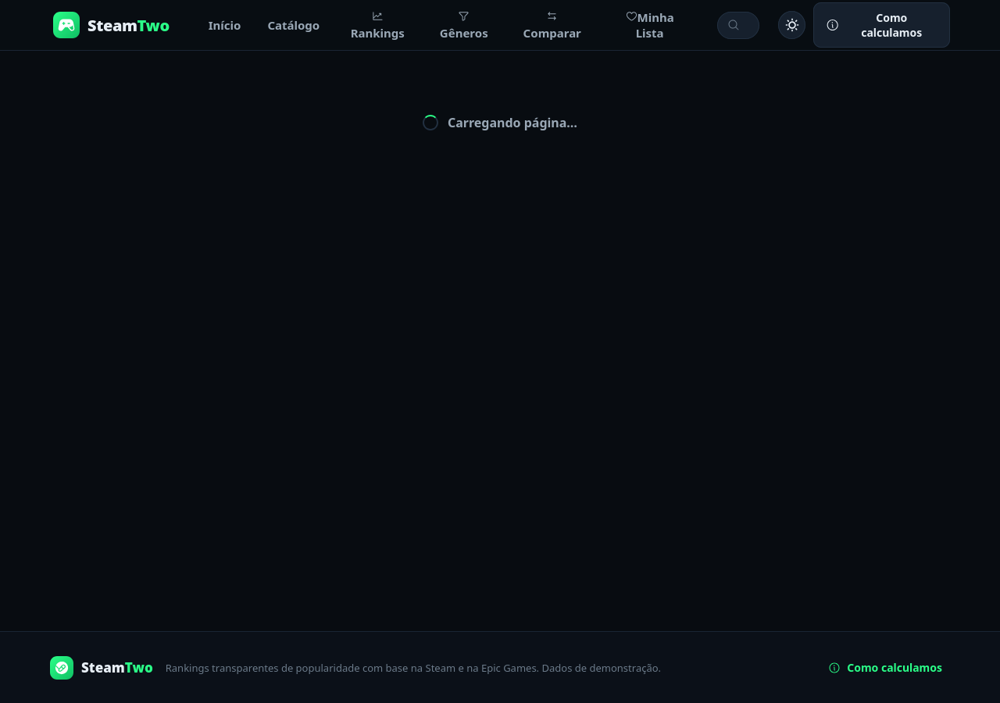 SteamTwo
Início
Catálogo
Rankings
Gêneros
Comparar
Minha
Lista
Como
calculamos
Carregando página...
SteamTwo
Rankings transparentes de popularidade com base na Steam e na Epic Games. Dados de demonstração.
Como calculamos